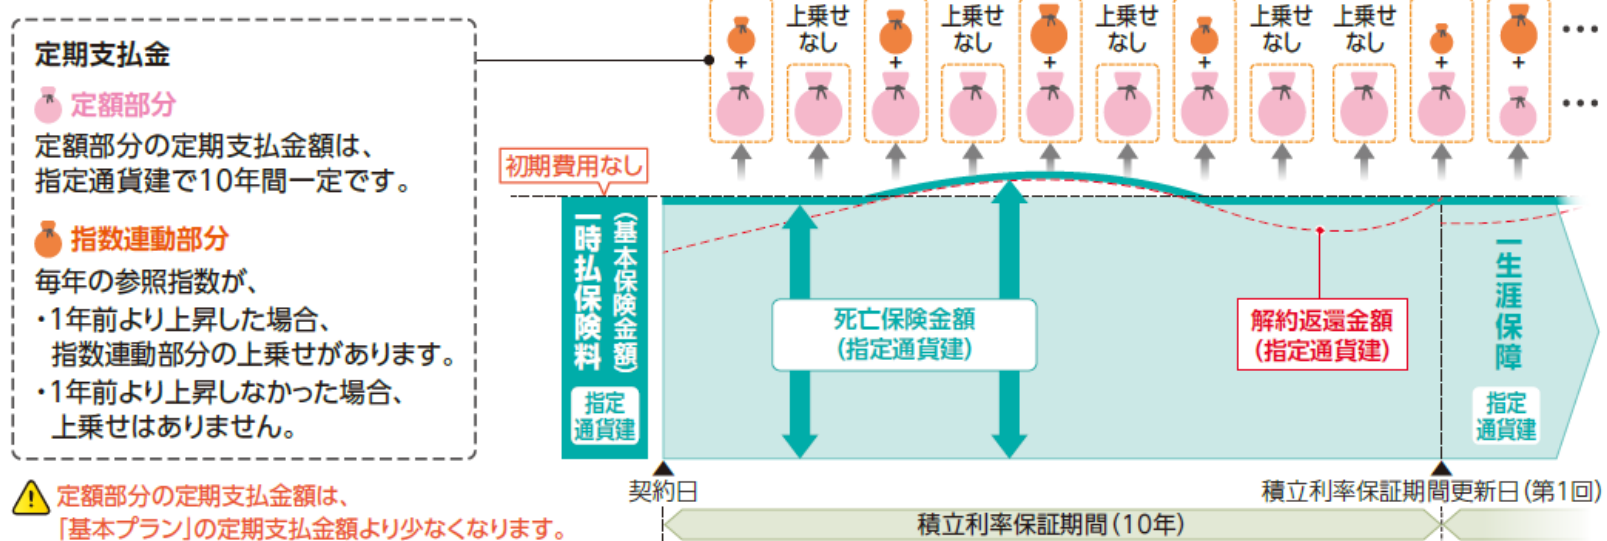 定期支払金
定額部分
定額部分の定期支払金額は、
指定通貨建で10年間一定です。
指数連動部分
毎年の参照指数が、
・1年前より上昇した場合、
指数連動部分の上乗せがあります。
・1年前より上昇しなかった場合、
上乗せはありません。
定額部分の定期支払金額は、
「基本プラン」の定期支払金額より少なくなります。
+
上乗せ
なし
+
上乗せ
なし
+
上乗せ
なし
+
上乗せ
なし
上乗せ
なし
+
+
…
…
初期費用なし
一時払保険料
(基本保険金額)
指定
通貨建
死亡保険金額
(指定通貨建)
解約返還金額
(指定通貨建)
一生涯保障
指定
通貨建
契約日
積立利率保証期間更新日(第1回)
積立利率保証期間(10年)